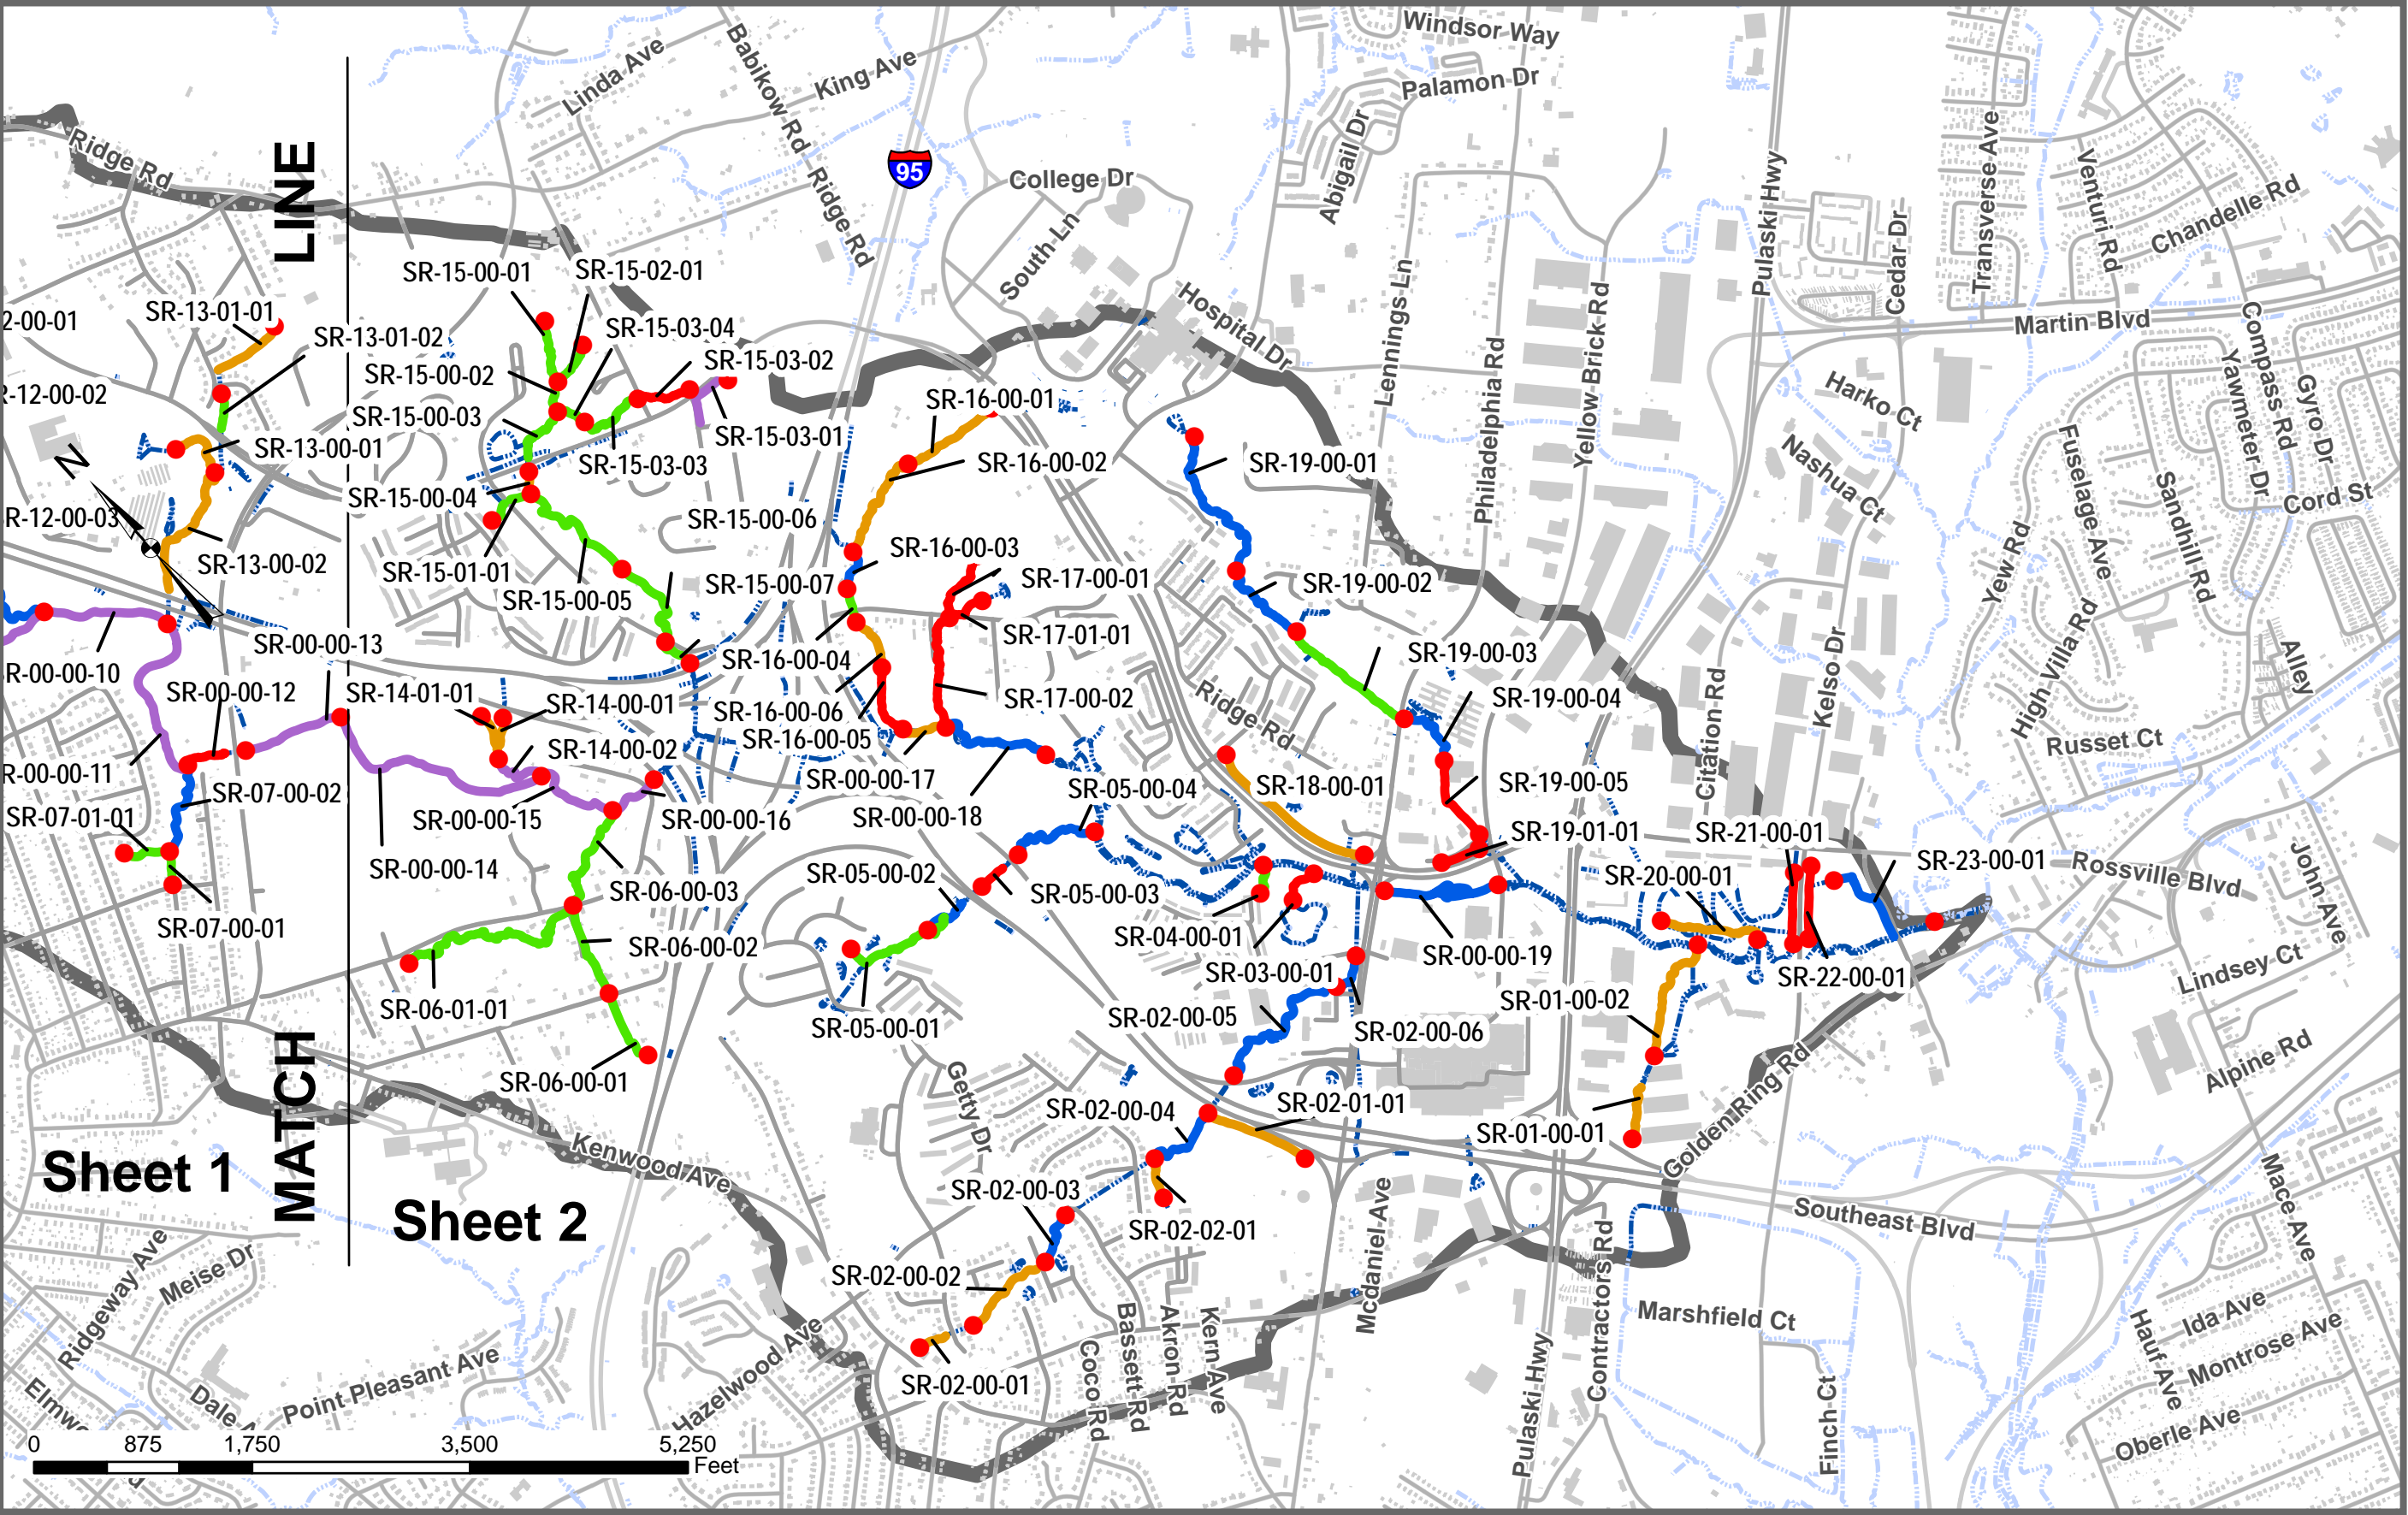 Windsor Way
Palamon Dr
Linda Ave
Babikow Rd
King Ave
Ridge Rd
Ridge Rd
95
College Dr
South Ln
Abigail Dr
Hospital Dr
Lennings Ln
Philadelphia Rd
Yellow Brick Rd
Pulaski Hwy
Cedar Dr
Transverse Ave
Venturi Rd
Chandelle Rd
Martin Blvd
Compass Rd
Yawmeter Dr
Gyro Dr
Cord St
Harko Ct
Nashua Ct
Fuselage Ave
Sandhill Rd
Yew Rd
High Villa Rd
Alley
Russet Ct
Citation Rd
Kelso Dr
Rossville Blvd
John Ave
Lindsey Ct
Alpine Rd
Mace Ave
Ridge Rd
LINE
MATCH
2-00-01
SR-13-01-01
SR-13-01-02
R-12-00-02
SR-13-00-01
R-12-00-03
SR-13-00-02
N
SR-15-00-01
SR-15-02-01
SR-15-03-04
SR-15-03-02
SR-15-00-02
SR-15-00-03
SR-15-03-01
SR-15-03-03
SR-15-00-04
SR-15-00-06
SR-15-01-01
SR-15-00-05
SR-15-00-07
SR-16-00-01
SR-16-00-02
SR-16-00-03
SR-17-00-01
SR-17-01-01
SR-16-00-04
SR-17-00-02
SR-16-00-06
SR-16-00-05
SR-19-00-01
SR-19-00-02
SR-19-00-03
SR-19-00-04
SR-19-00-05
SR-19-01-01
SR-18-00-01
SR-21-00-01
SR-20-00-01
SR-23-00-01
SR-22-00-01
SR-00-00-13
R-00-00-10
SR-00-00-12
SR-14-01-01
SR-14-00-01
SR-14-00-02
R-00-00-11
SR-07-00-02
SR-07-01-01
SR-00-00-15
SR-00-00-16
SR-00-00-17
SR-00-00-18
SR-05-00-04
SR-00-00-14
SR-06-00-03
SR-05-00-02
SR-05-00-03
SR-07-00-01
SR-06-00-02
SR-04-00-01
SR-00-00-19
SR-03-00-01
SR-06-01-01
SR-05-00-01
SR-02-00-05
SR-02-00-06
SR-01-00-02
SR-06-00-01
SR-02-00-04
SR-02-01-01
SR-01-00-01
SR-02-00-03
SR-02-02-01
SR-02-00-02
SR-02-00-01
Sheet 1
Sheet 2
Getty Dr
Kenwood Ave
Golden Ring Rd
Southeast Blvd
Mcdaniel Ave
Contractors Rd
Marshfield Ct
Pulaski Hwy
Finch Ct
Ida Ave
Montrose Ave
Hauf Ave
Oberle Ave
Ridgeway Ave
Meise Dr
Point Pleasant Ave
Hazelwood Ave
Coco Rd
Bassett Rd
Akron Rd
Kern Ave
Dale
0 875 1,750 3,500 5,250
Feet